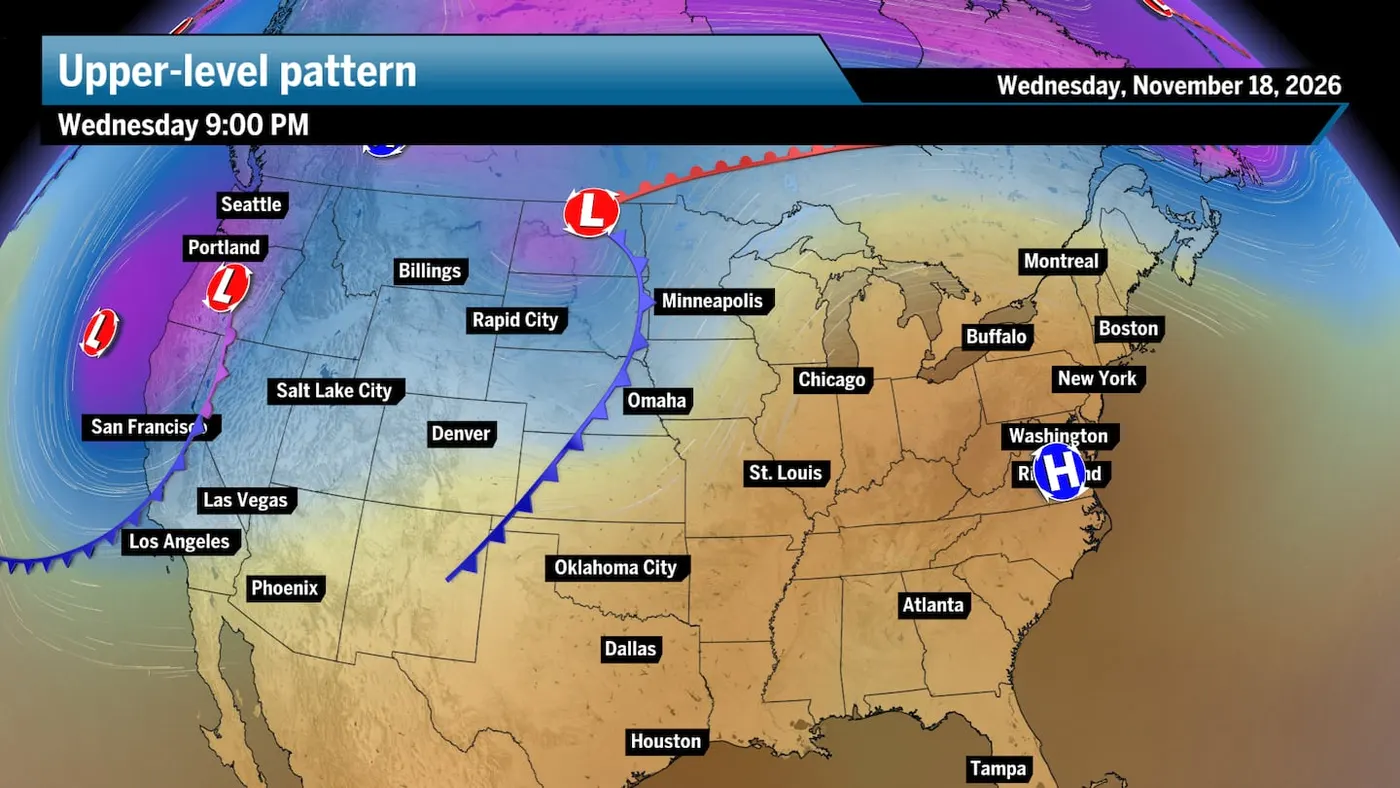 Upper-level pattern
Wednesday, November 18, 2026
Wednesday 9:00 PM
Seattle
Portland
L
L
L
Billings
Rapid City
Minneapolis
Montreal
Buffalo
Boston
Salt Lake City
Omaha
Chicago
New York
San Francisco
Denver
Washington
St. Louis
H
Las Vegas
Los Angeles
Phoenix
Oklahoma City
Atlanta
Dallas
Houston
Tampa